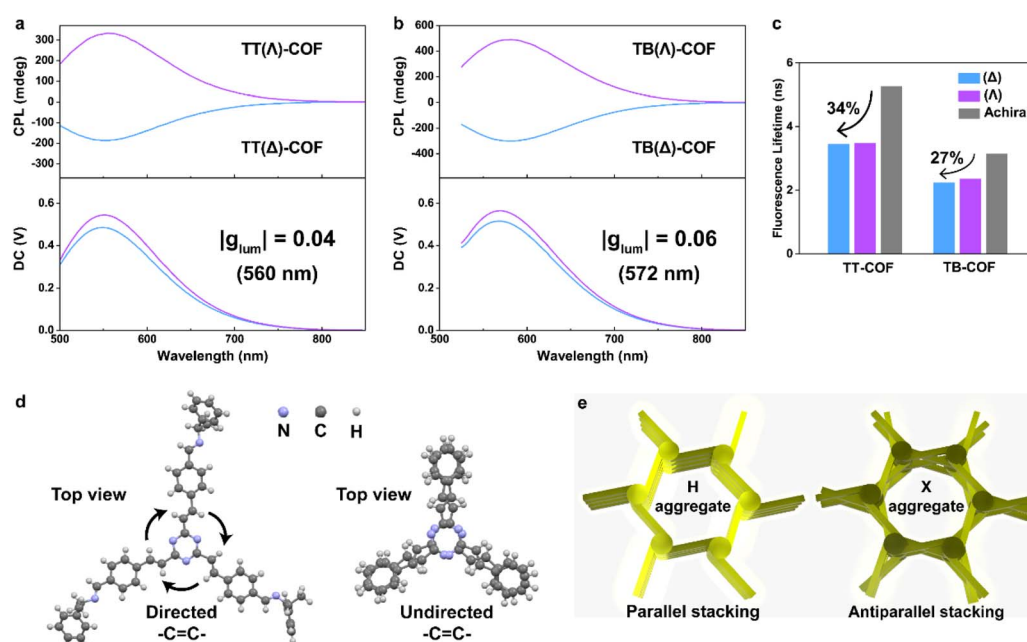 a
CPL (mdeg)
300
200
100
0
-100
-200
-300
TT(Λ)-COF
TT(Δ)-COF
DC (V)
0.6
0.4
0.2
0.0
|glum| = 0.04
(560 nm)
500 600 700 800
Wavelength (nm)
b
CPL (mdeg)
600
400
200
0
-200
-400
TB(Λ)-COF
TB(Δ)-COF
DC (V)
0.6
0.4
0.2
0.0
|glum| = 0.06
(572 nm)
500 600 700 800
Wavelength (nm)
c
Fluorescence Lifetime (ns)
6
4
2
0
(Δ)
(Λ)
Achira
34%
27%
TT-COF TB-COF
d
N C H
Top view
Directed
-C=C-
Top view
Undirected
-C=C-
e
H
aggregate
Parallel stacking
X
aggregate
Antiparallel stacking